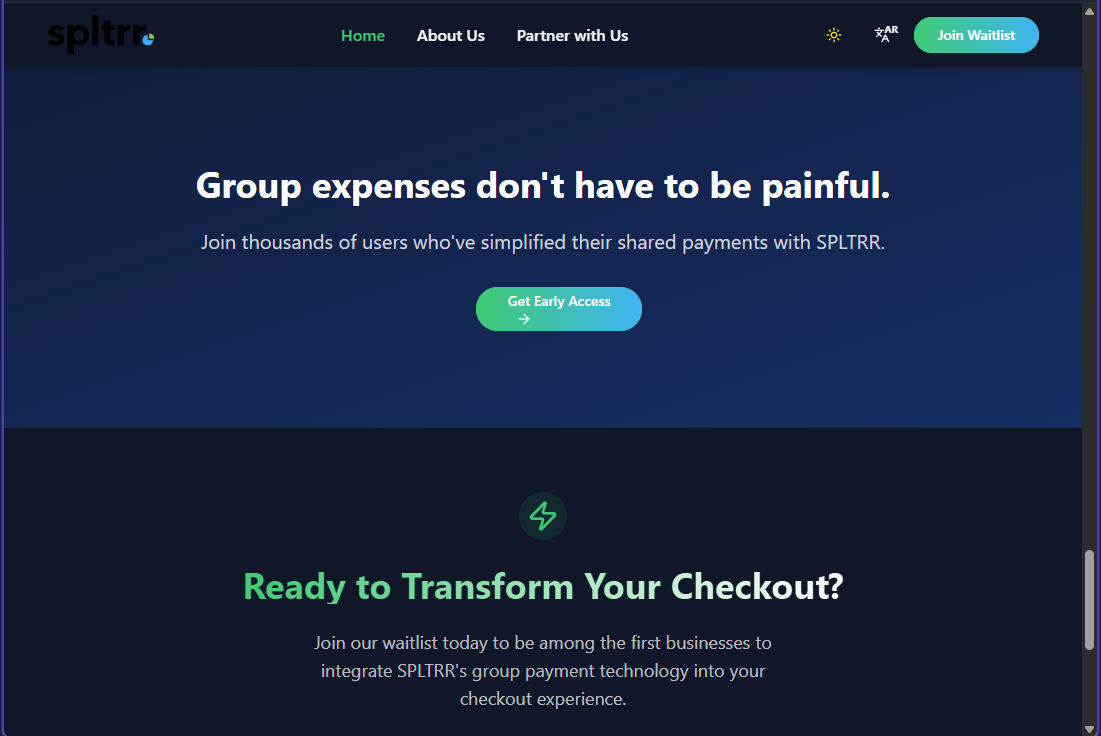 spltrr
Home
About Us
Partner with Us
AR
Join Waitlist
Group expenses don't have to be painful.
Join thousands of users who've simplified their shared payments with SPLTRR.
Get Early Access
→
Ready to Transform Your Checkout?
Join our waitlist today to be among the first businesses to
integrate SPLTRR's group payment technology into your
checkout experience.